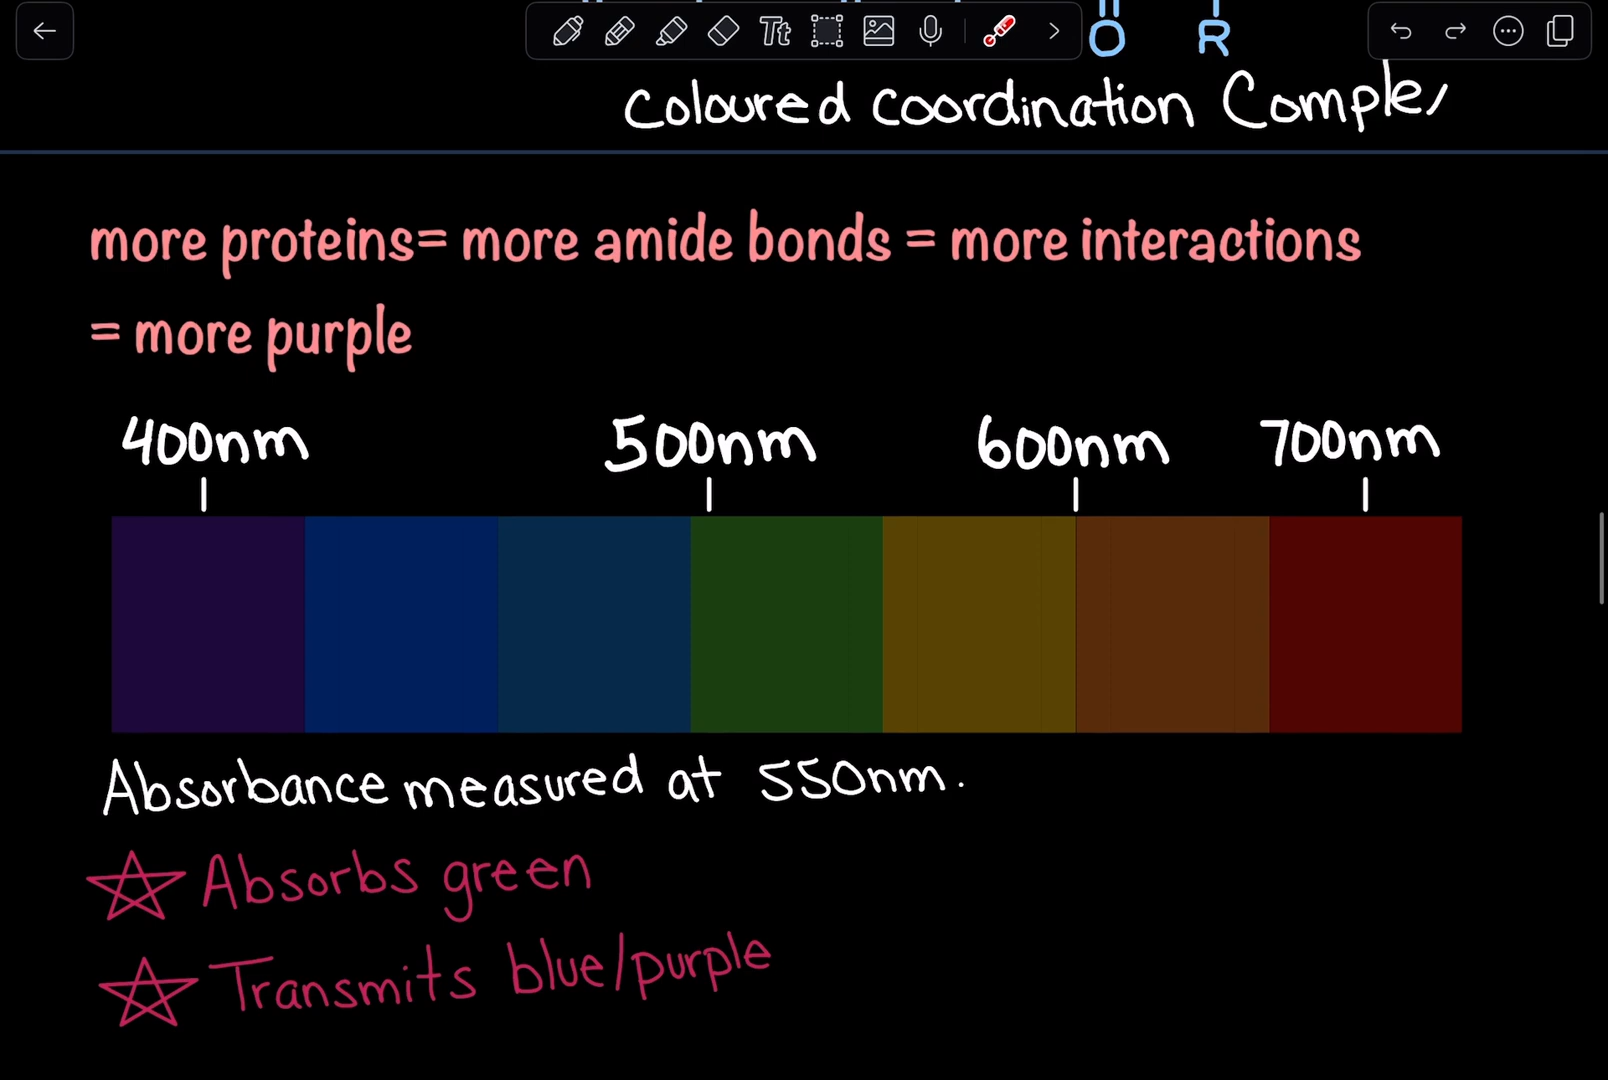 Tt
O R
Coloured Coordination
more proteins= more amide bonds = more interactions
= more purple
400nm 500nm 600nm 700nm
Absorbance measured at 550nm.
Absorbs green
Transmits blue/purple